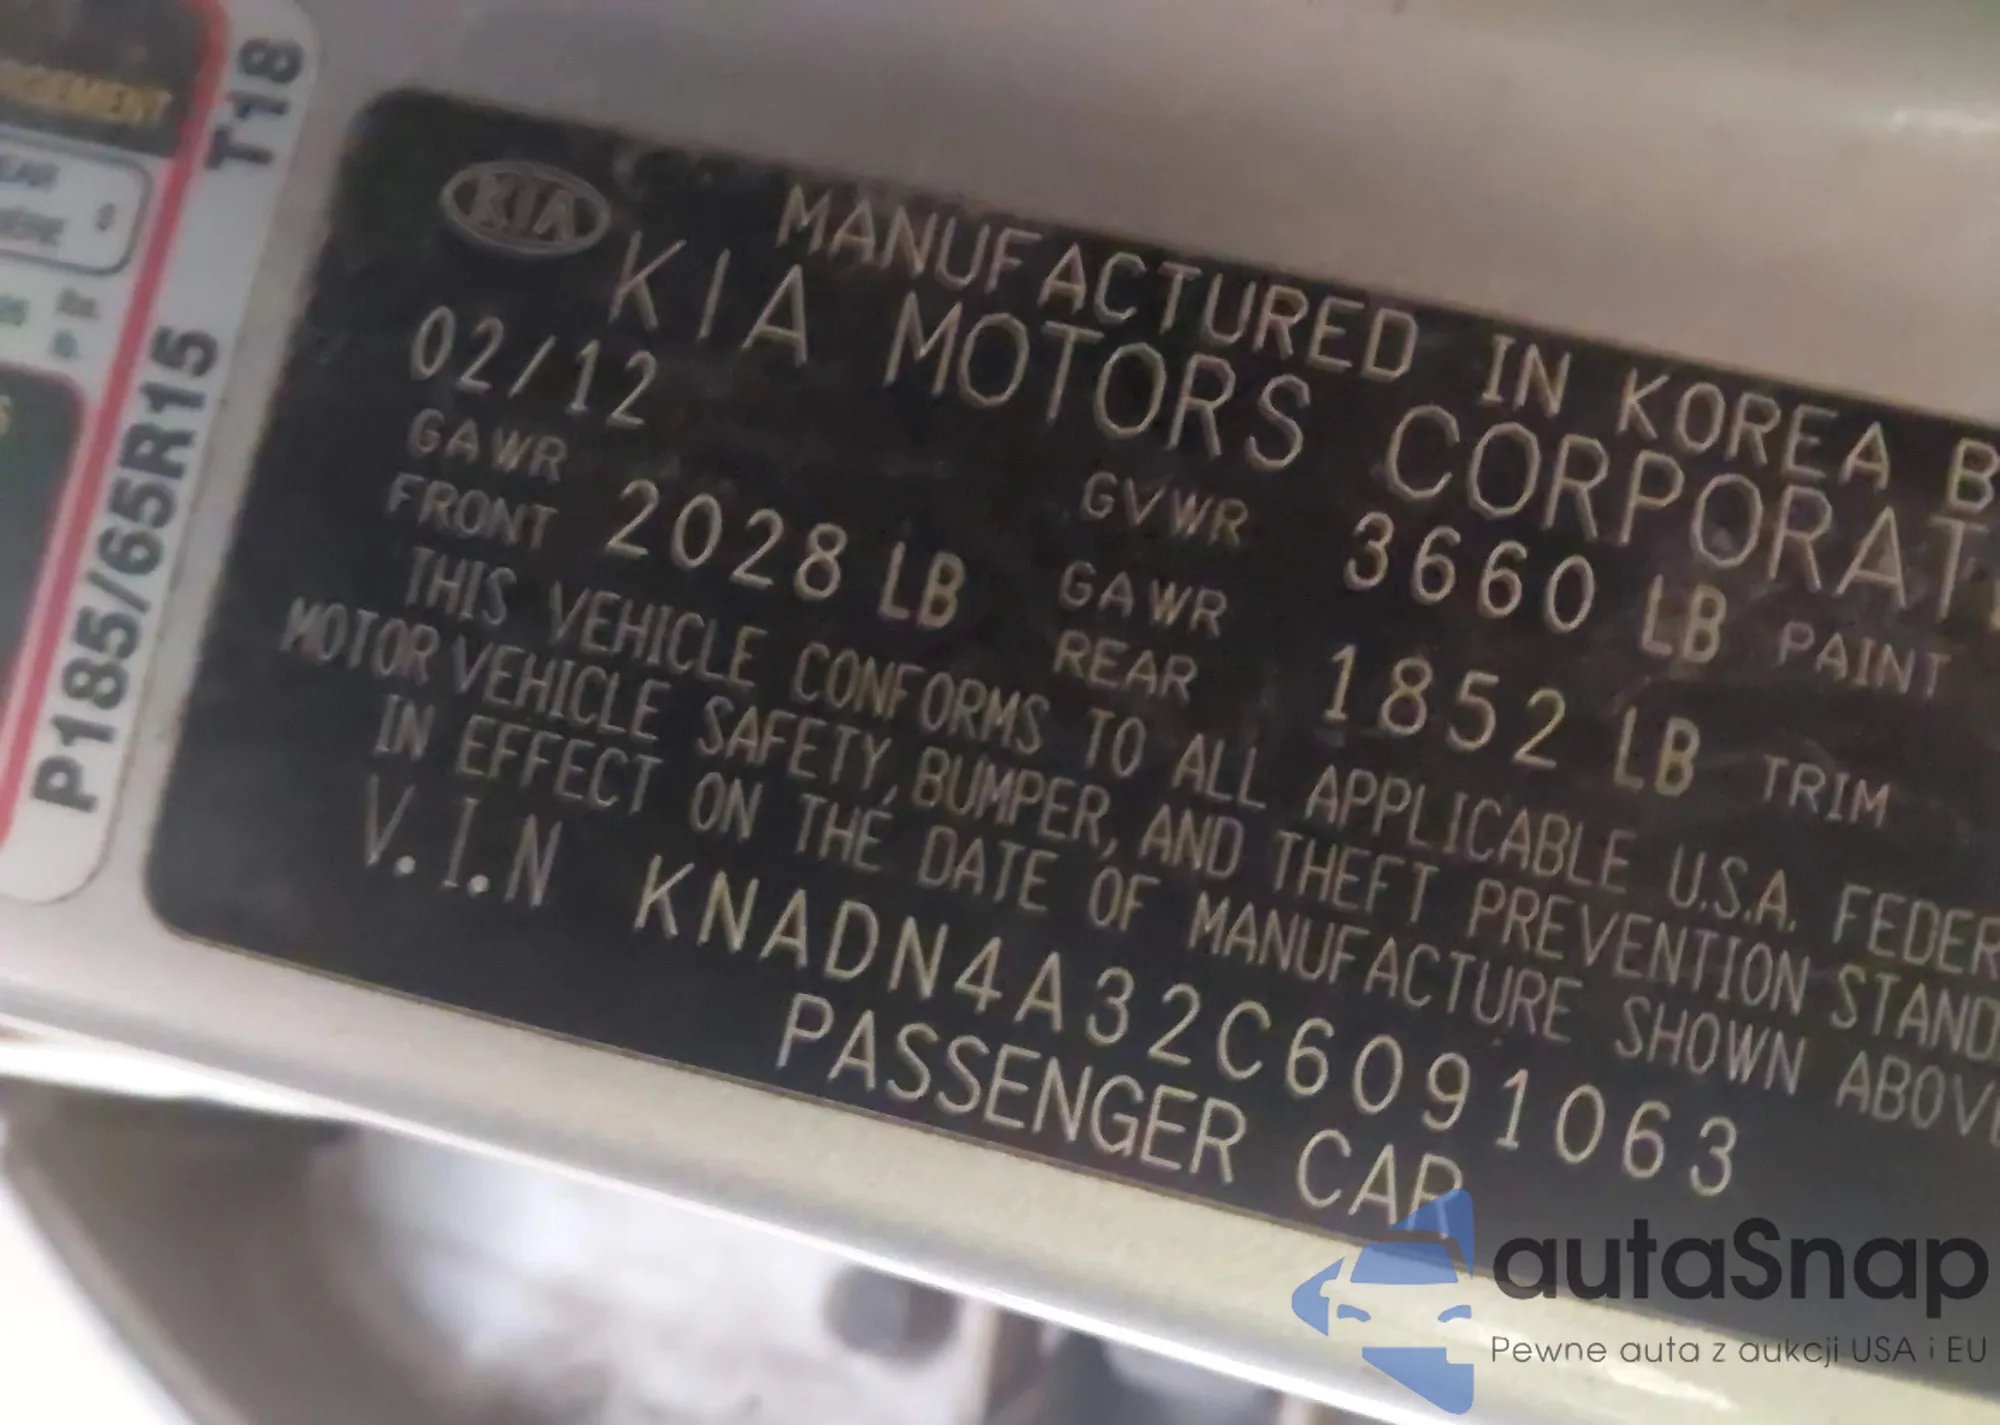 T18
P185/65R15
KIA
MANUFACTURED IN KOREA B
KIA MOTORS CORPORAT
02/12
GVWR 3660 LB PAINT
GAWR FRONT 2028 LB
GAWR REAR 1852 LB TRIM
THIS VEHICLE CONFORMS TO ALL APPLICABLE U.S.A. FEDER
MOTOR VEHICLE SAFETY, BUMPER, AND THEFT PREVENTION STAND
IN EFFECT ON THE DATE OF MANUFACTURE SHOWN ABOVE
V.I.N KNADN4A32C6091063
PASSENGER CAR
autaSnap
Pewne auta z aukcji USA i EU